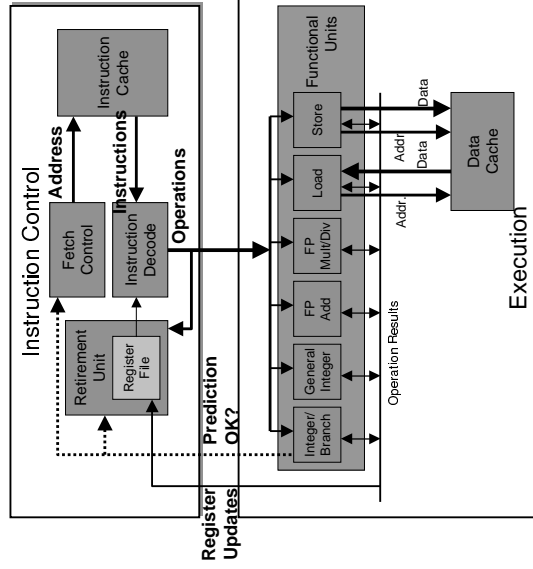 Instruction Control
Fetch
Control
Address
Instruction
Cache
Retirement
Unit
Register
File
Instruction
Decode
Instructions
Operations
Register
Updates
Prediction
OK?
Integer/
Branch
General
Integer
FP
Add
FP
Mult/Div
Load
Store
Functional
Units
Operation Results
Addr.
Data
Addr
Data
Data
Cache
Execution